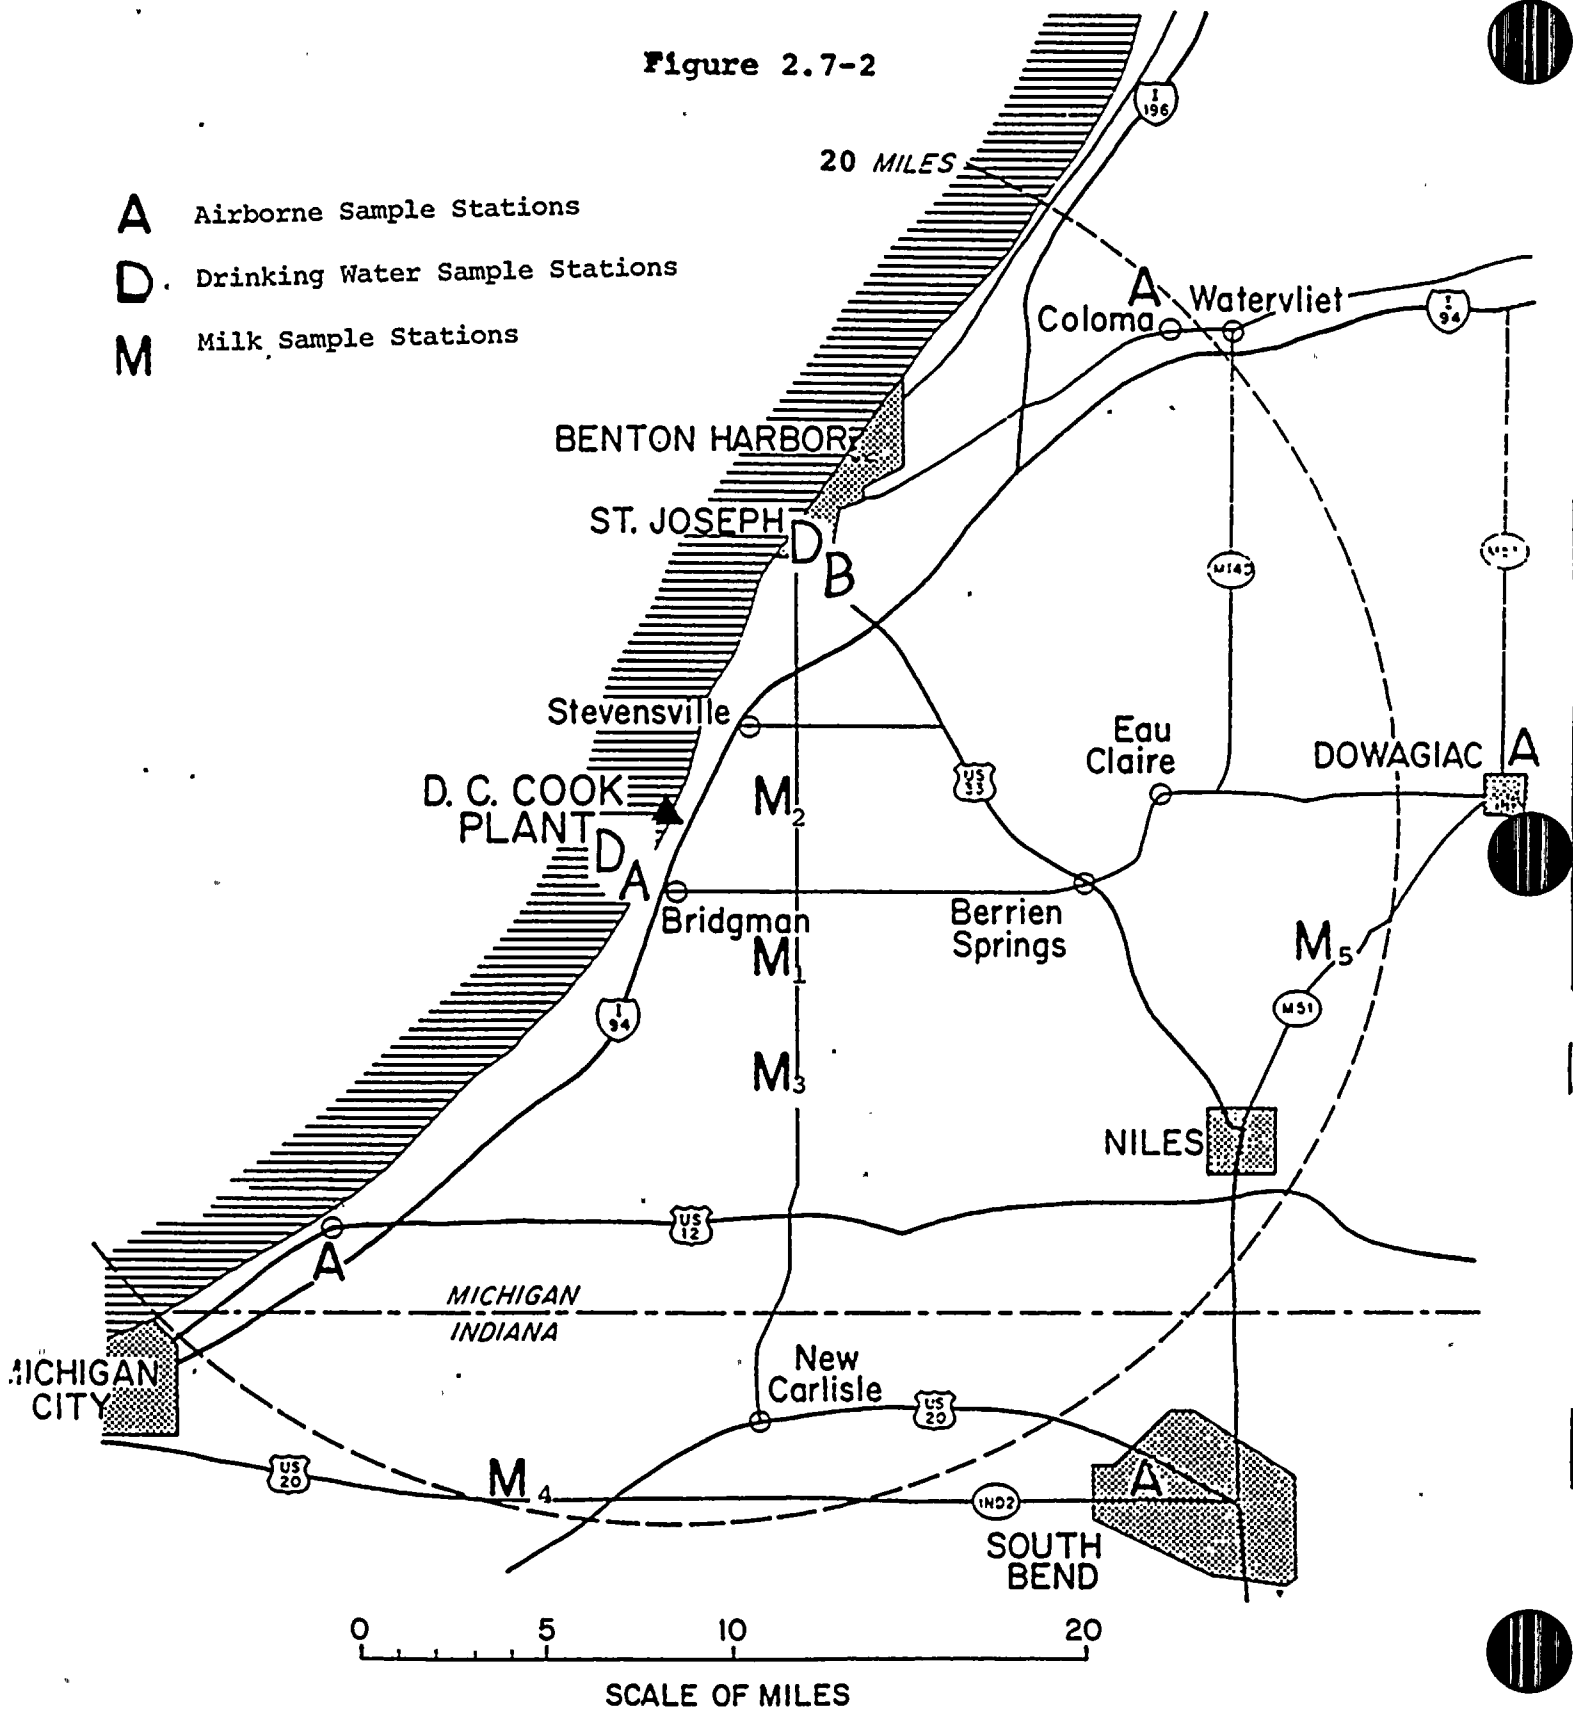 Figure 2.7-2
I
196
20 MILES
A Airborne Sample Stations
D. Drinking Water Sample Stations
M Milk Sample Stations
A
Watervliet
Coloma
I
94
BENTON HARBOR
ST. JOSEPH
D
B
Stevensville
Eau
Claire
US
33
DOWAGIAC A
D. C. COOK
PLANT
M2
D
A
Bridgman
Berrien
Springs
M1
M5
M51
I
94
M3
NILES
US
12
A
MICHIGAN
INDIANA
CITY
New
Carlisle
US
20
US
20
M4
A
IND2
SOUTH
BEND
0 5 10 20
SCALE OF MILES